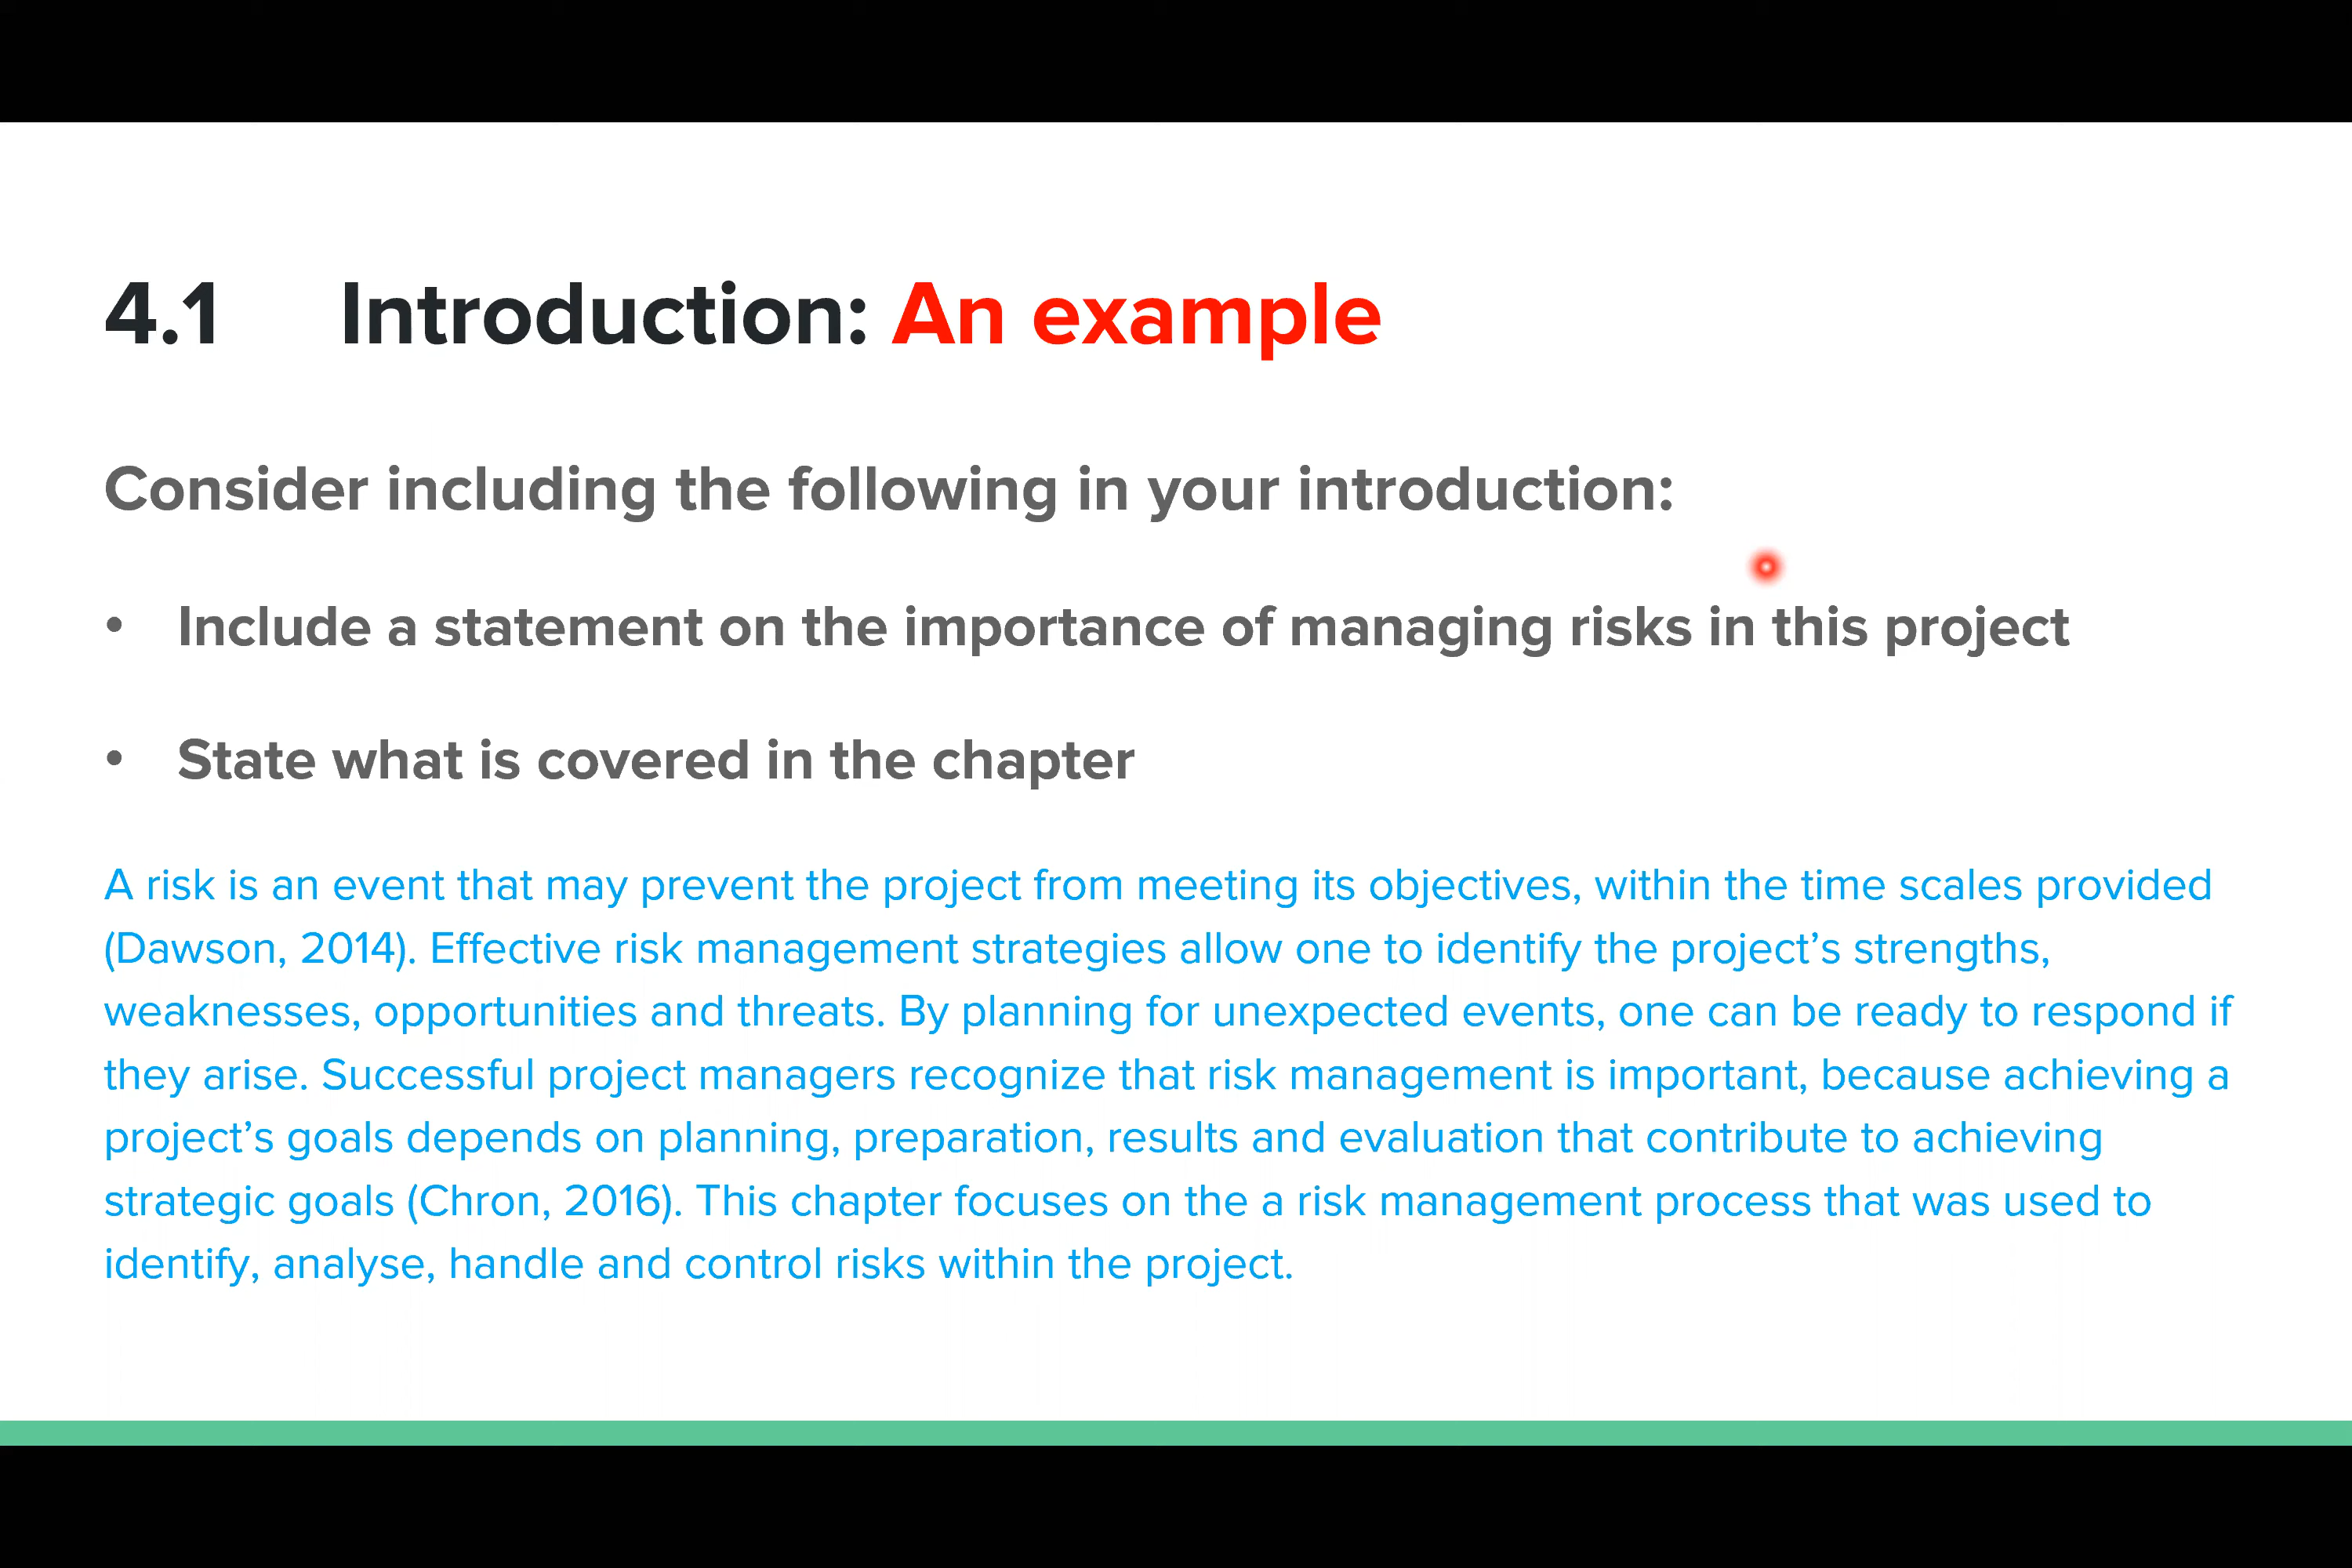 4.1 Introduction: An example
Consider including the following in your introduction:
• Include a statement on the importance of managing risks in this project
• State what is covered in the chapter
A risk is an event that may prevent the project from meeting its objectives, within the time scales provided
(Dawson, 2014). Effective risk management strategies allow one to identify the project’s strengths,
weaknesses, opportunities and threats. By planning for unexpected events, one can be ready to respond if
they arise. Successful project managers recognize that risk management is important, because achieving a
project’s goals depends on planning, preparation, results and evaluation that contribute to achieving
strategic goals (Chron, 2016). This chapter focuses on the a risk management process that was used to
identify, analyse, handle and control risks within the project.